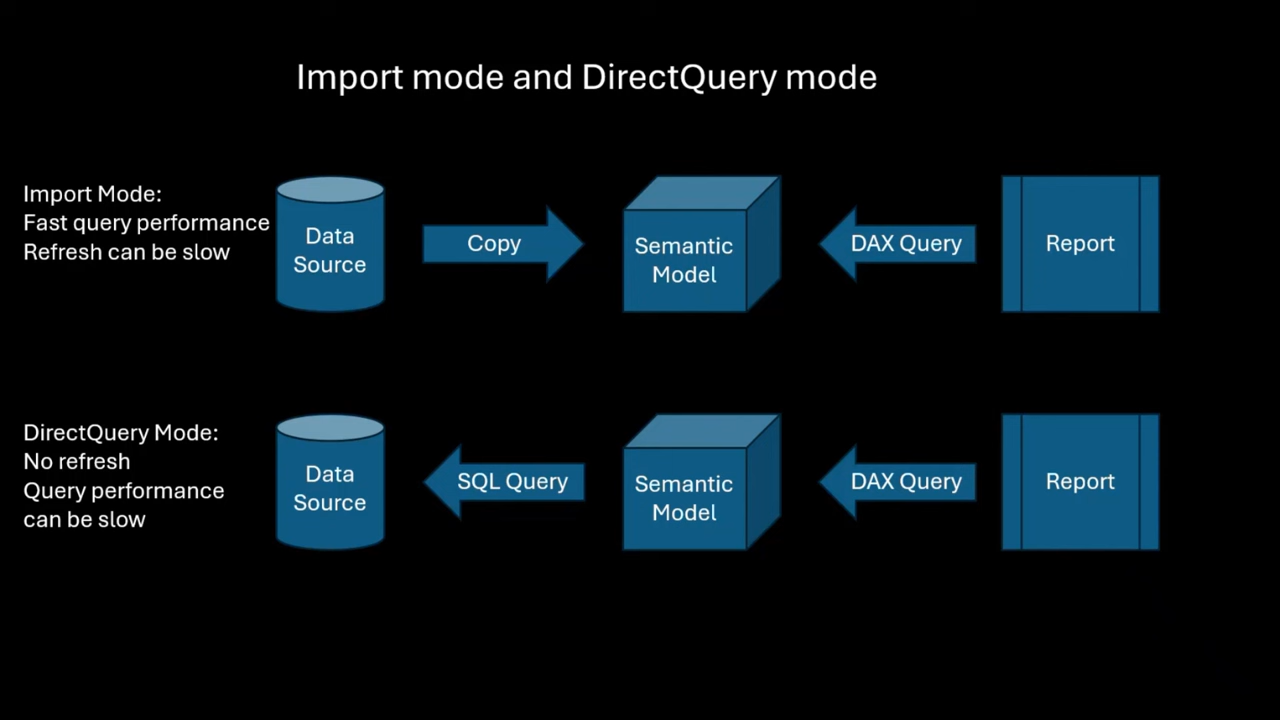 Import mode and DirectQuery mode
Import Mode:
Fast query performance
Refresh can be slow
Data
Source
Copy
Semantic
Model
DAX Query
Report
DirectQuery Mode:
No refresh
Query performance
can be slow
Data
Source
SQL Query
Semantic
Model
DAX Query
Report